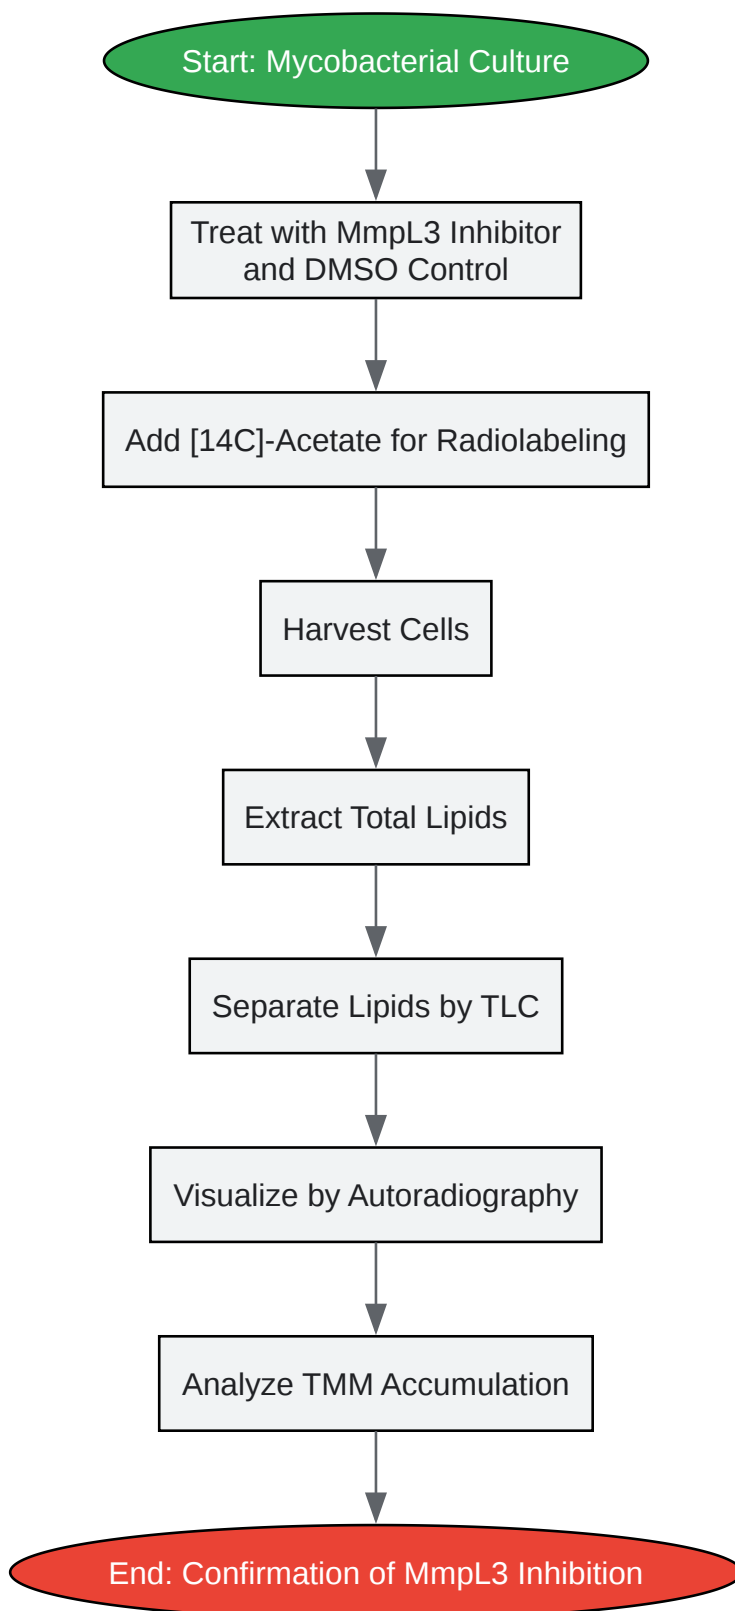 Start: Mycobacterial Culture
Treat with MmpL3 Inhibitor
and DMSO Control
Add [14C]-Acetate for Radiolabeling
Harvest Cells
Extract Total Lipids
Separate Lipids by TLC
Visualize by Autoradiography
Analyze TMM Accumulation
End: Confirmation of MmpL3 Inhibition